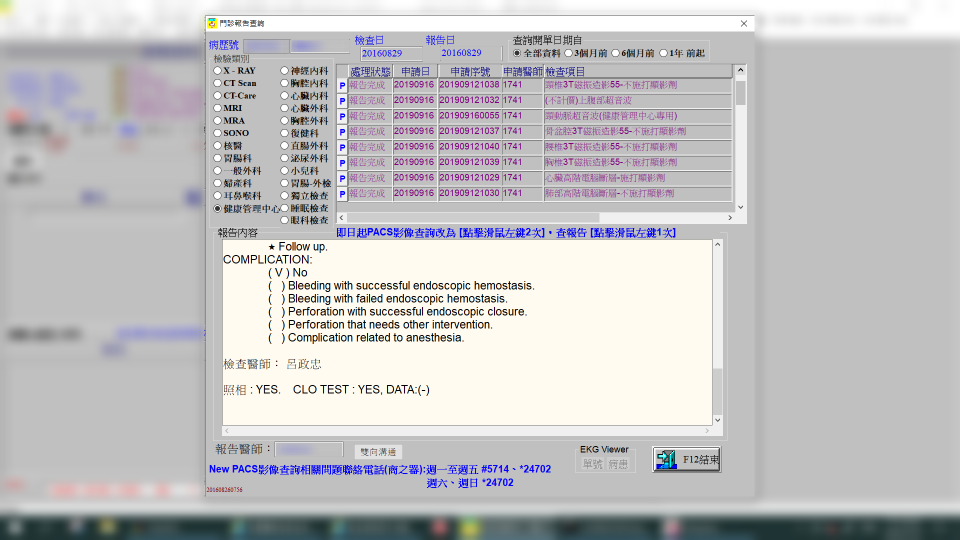 門診報告查詢
病歷號
檢查日
20160829
報告日
20160829
查詢開單日期自
全部資料 3個月前 6個月前 1年 前起
檢驗類別
X - RAY 神經內科
CT Scan 胸腔內科
CT-Care 心臟內科
MRI 心臟外科
MRA 胸腔外科
SONO 復健科
核醫 直腸外科
胃腸科 泌尿外科
一般外科 小兒科
婦產科 胃腸-外檢
耳鼻喉科 獨立檢查
健康管理中心 睡眠檢查
眼科檢查
處理狀態 申請日 申請序號 申請醫師 檢查項目
P 報告完成 20190916 201909121038 1741 頸椎3T磁振造影55-不施打顯影劑
P 報告完成 20190916 201909121032 1741 (不計價)上腹部超音波
P 報告完成 20190916 201909160055 1741 頸動脈超音波(健康管理中心專用)
P 報告完成 20190916 201909121037 1741 骨盆腔3T磁振造影55-不施打顯影劑
P 報告完成 20190916 201909121040 1741 腰椎3T磁振造影55-不施打顯影劑
P 報告完成 20190916 201909121039 1741 胸椎3T磁振造影55-不施打顯影劑
P 報告完成 20190916 201909121029 1741 心臟高階電腦斷層-施打顯影劑
P 報告完成 20190916 201909121030 1741 肺部高階電腦斷層-不施打顯影劑
報告內容
即日起PACS影像查詢改為 [點擊滑鼠左鍵2次]，查報告 [點擊滑鼠左鍵1次]
★ Follow up.
COMPLICATION:
( V ) No
( ) Bleeding with successful endoscopic hemostasis.
( ) Bleeding with failed endoscopic hemostasis.
( ) Perforation with successful endoscopic closure.
( ) Perforation that needs other intervention.
( ) Complication related to anesthesia.
檢查醫師： 呂政忠
照相 : YES. CLO TEST : YES, DATA:(-)
報告醫師：
雙向溝通
EKG Viewer
單號 病患
F12結束
New PACS影像查詢相關問題聯絡電話(商之器):週一至週五 #5714、*24702
週六、週日 *24702
201608260756